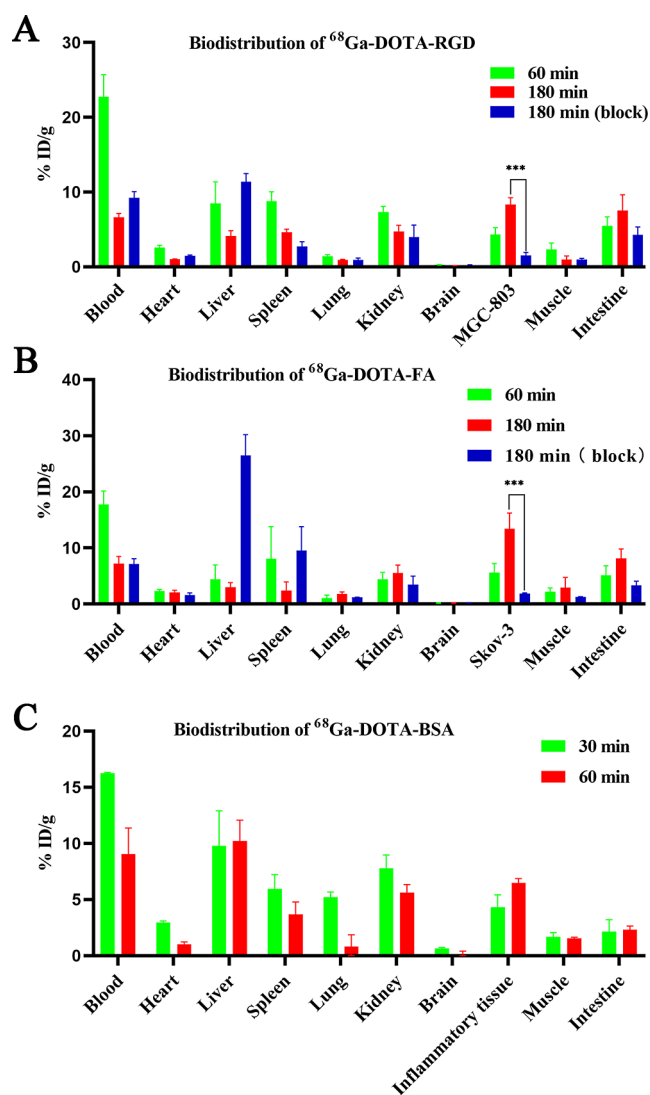 A
Biodistribution of ⁶⁸Ga-DOTA-RGD
60 min
180 min
180 min (block)
% ID/g
30
20
10
0
***
Blood Heart Liver Spleen Lung Kidney Brain MGC-803 Muscle Intestine
B
Biodistribution of ⁶⁸Ga-DOTA-FA
60 min
180 min
180 min ( block)
% ID/g
40
30
20
10
0
***
Blood Heart Liver Spleen Lung Kidney Brain Skov-3 Muscle Intestine
C
Biodistribution of ⁶⁸Ga-DOTA-BSA
30 min
60 min
% ID/g
20
15
10
5
0
Blood Heart Liver Spleen Lung Kidney Brain Inflammatory tissue Muscle Intestine